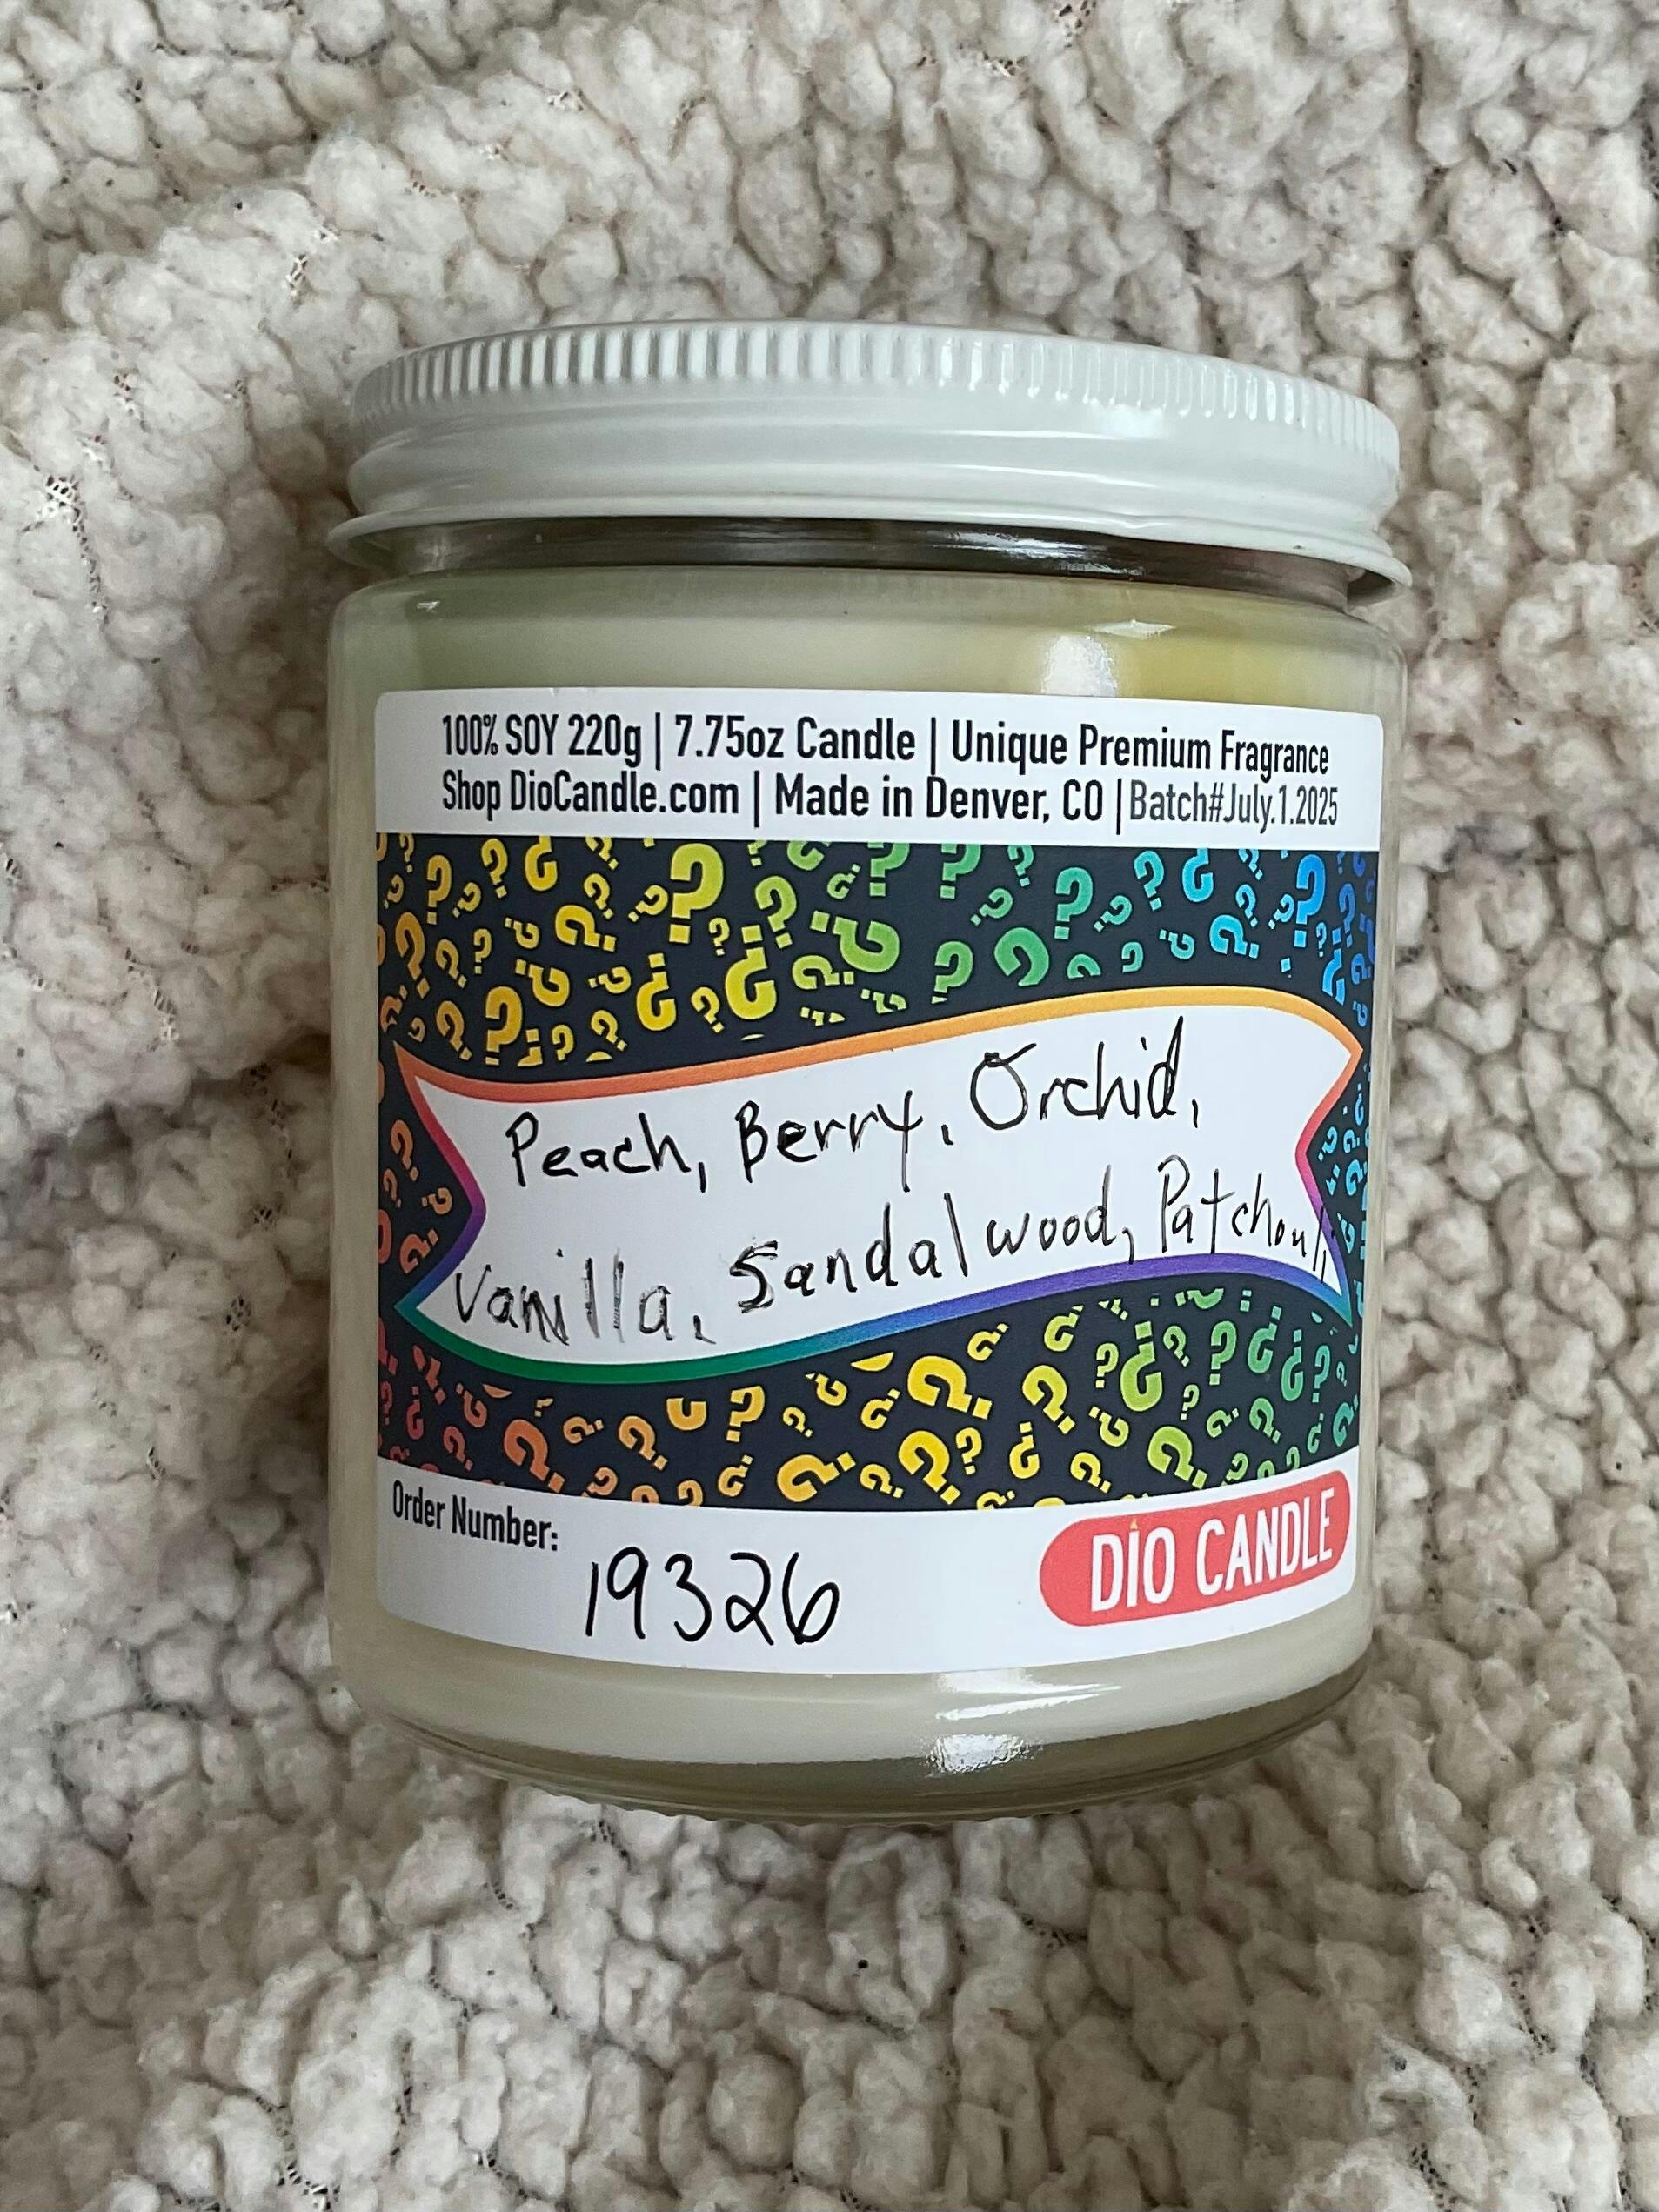 100% SOY 220g | 7.75oz Candle | Unique Premium Fragrance
Shop DioCandle.com | Made in Denver, CO | Batch#July.1.2025
Peach, Berry, Orchid,
Vanilla, Sandalwood, Patchouli
Order Number:
19326
DIO CANDLE